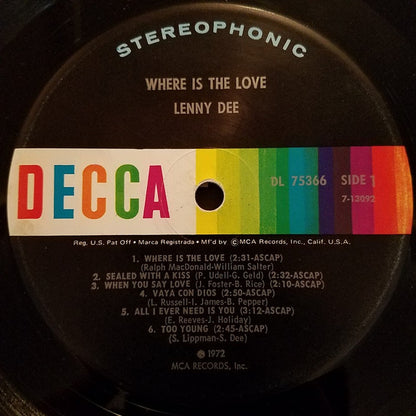 STEREOPHONIC
WHERE IS THE LOVE
LENNY DEE
DECCA
DL 75366 SIDE 1
7-12092
Reg. U.S. Pat Off • Marca Registrada • Mf'd by Ⓒ MCA Records, Inc., Calif. U.S.A.
1. WHERE IS THE LOVE (2:31-ASCAP)
(Ralph MacDonald-William Salter)
2. SEALED WITH A KISS (P. Udell-G. Geld) (2:32-ASCAP)
3. WHEN YOU SAY LOVE (J. Foster-B. Rice) (2:10-ASCAP)
4. VAYA CON DIOS (2:50-ASCAP)
(L. Russell-I. James-B. Pepper)
5. ALL I EVER NEED IS YOU (3:12-ASCAP)
(E. Reeves-J. Holiday)
6. TOO YOUNG (2:45-ASCAP)
(S. Lippman-S. Dee)
℗ 1972
MCA RECORDS, INC.